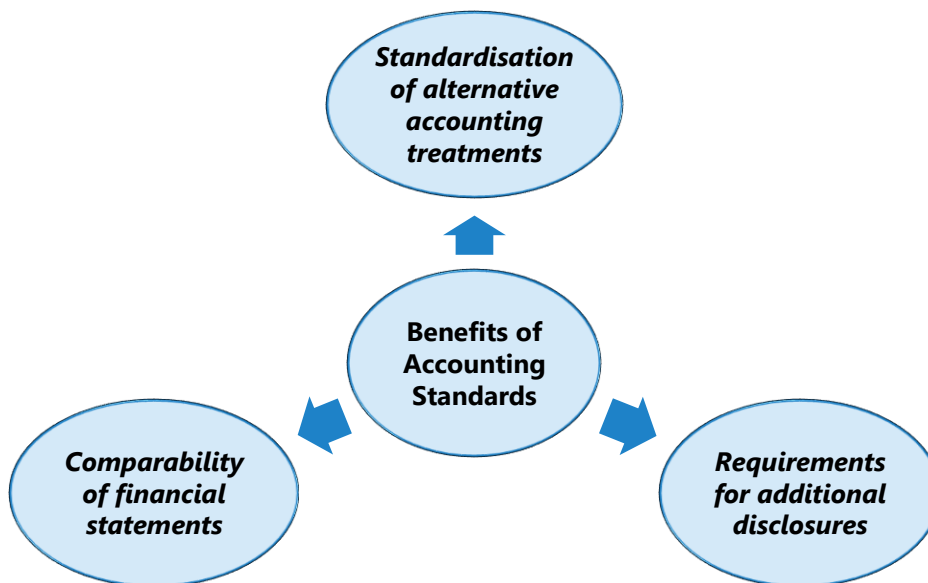 Standardisation
of alternative
accounting
treatments
Benefits of
Accounting
Standards
Comparability
of financial
statements
Requirements
for additional
disclosures